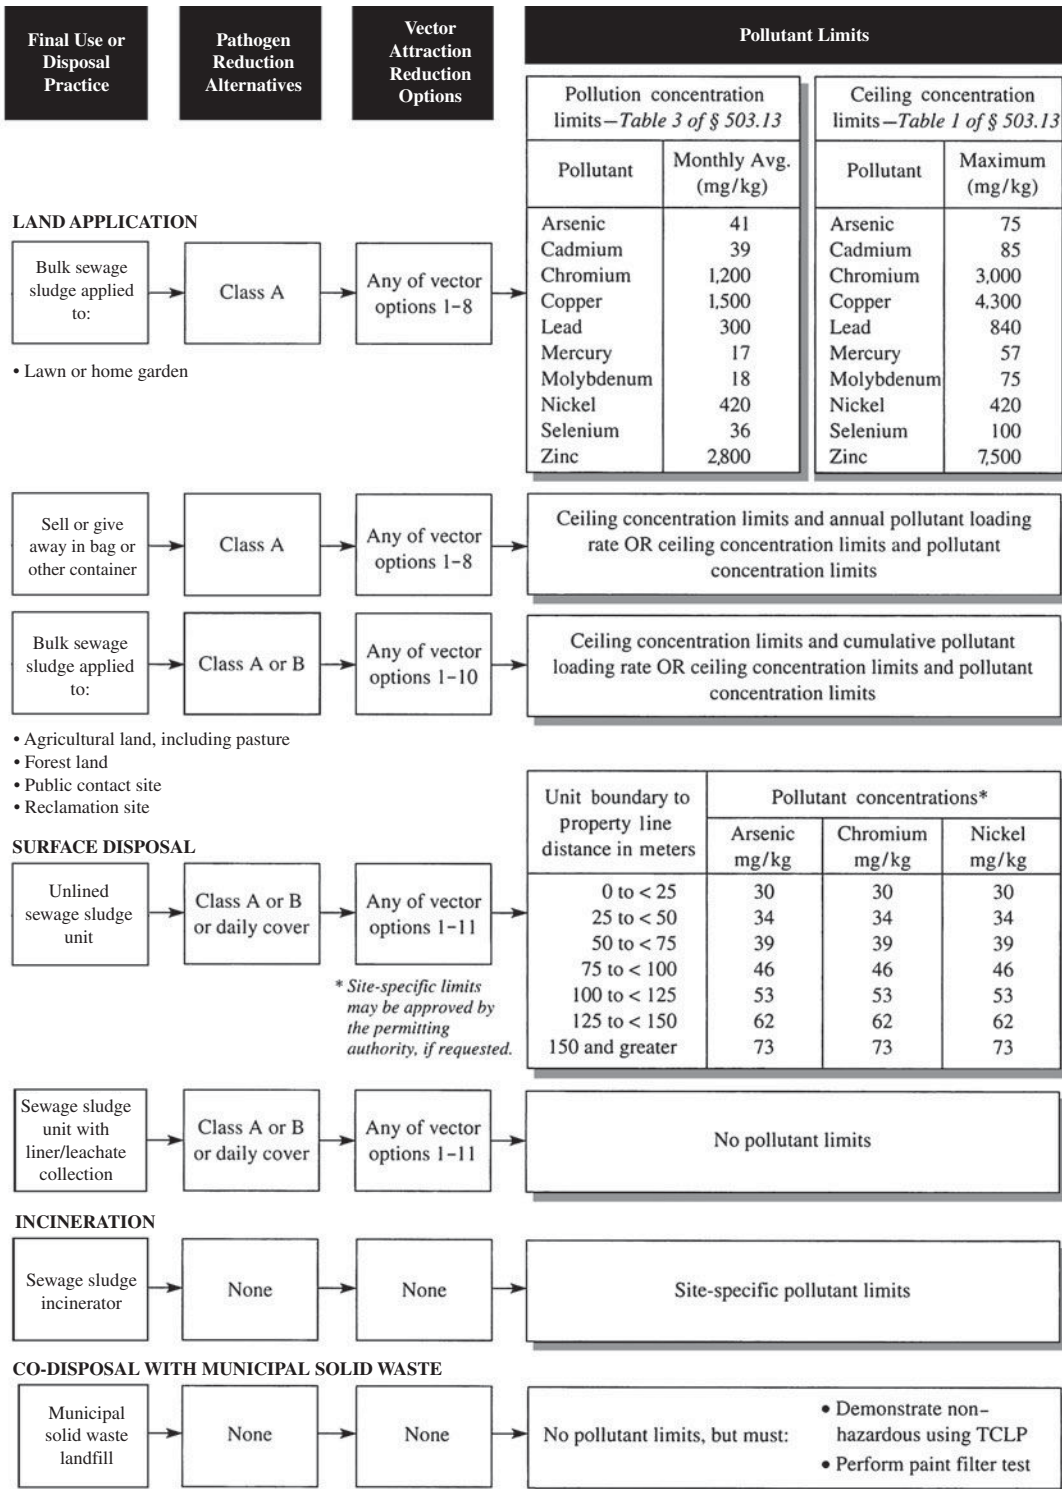 Final Use or
Disposal
Practice
Pathogen
Reduction
Alternatives
Vector
Attraction
Reduction
Options
Pollutant Limits
Pollution concentration
limits—Table 3 of § 503.13
Pollutant
Monthly Avg.
(mg/kg)
Arsenic 41
Cadmium 39
Chromium 1,200
Copper 1,500
Lead 300
Mercury 17
Molybdenum 18
Nickel 420
Selenium 36
Zinc 2,800
Ceiling concentration
limits—Table 1 of § 503.13
Pollutant
Maximum
(mg/kg)
Arsenic 75
Cadmium 85
Chromium 3,000
Copper 4,300
Lead 840
Mercury 57
Molybdenum 75
Nickel 420
Selenium 100
Zinc 7,500
LAND APPLICATION
Bulk sewage
sludge applied
to:
Class A
Any of vector
options 1–8
• Lawn or home garden
Sell or give
away in bag or
other container
Class A
Any of vector
options 1–8
Ceiling concentration limits and annual pollutant loading
rate OR ceiling concentration limits and pollutant
concentration limits
Bulk sewage
sludge applied
to:
Class A or B
Any of vector
options 1–10
Ceiling concentration limits and cumulative pollutant
loading rate OR ceiling concentration limits and pollutant
concentration limits
• Agricultural land, including pasture
• Forest land
• Public contact site
• Reclamation site
SURFACE DISPOSAL
Unlined
sewage sludge
unit
Class A or B
or daily cover
Any of vector
options 1–11
* Site-specific limits
may be approved by
the permitting
authority, if requested.
Unit boundary to
property line
distance in meters
Pollutant concentrations*
Arsenic
mg/kg
Chromium
mg/kg
Nickel
mg/kg
0 to < 25 30 30 30
25 to < 50 34 34 34
50 to < 75 39 39 39
75 to < 100 46 46 46
100 to < 125 53 53 53
125 to < 150 62 62 62
150 and greater 73 73 73
Sewage sludge
unit with
liner/leachate
collection
Class A or B
or daily cover
Any of vector
options 1–11
No pollutant limits
INCINERATION
Sewage sludge
incinerator
None
None
Site-specific pollutant limits
CO-DISPOSAL WITH MUNICIPAL SOLID WASTE
Municipal
solid waste
landfill
None
None
No pollutant limits, but must:
• Demonstrate non–
hazardous using TCLP
• Perform paint filter test